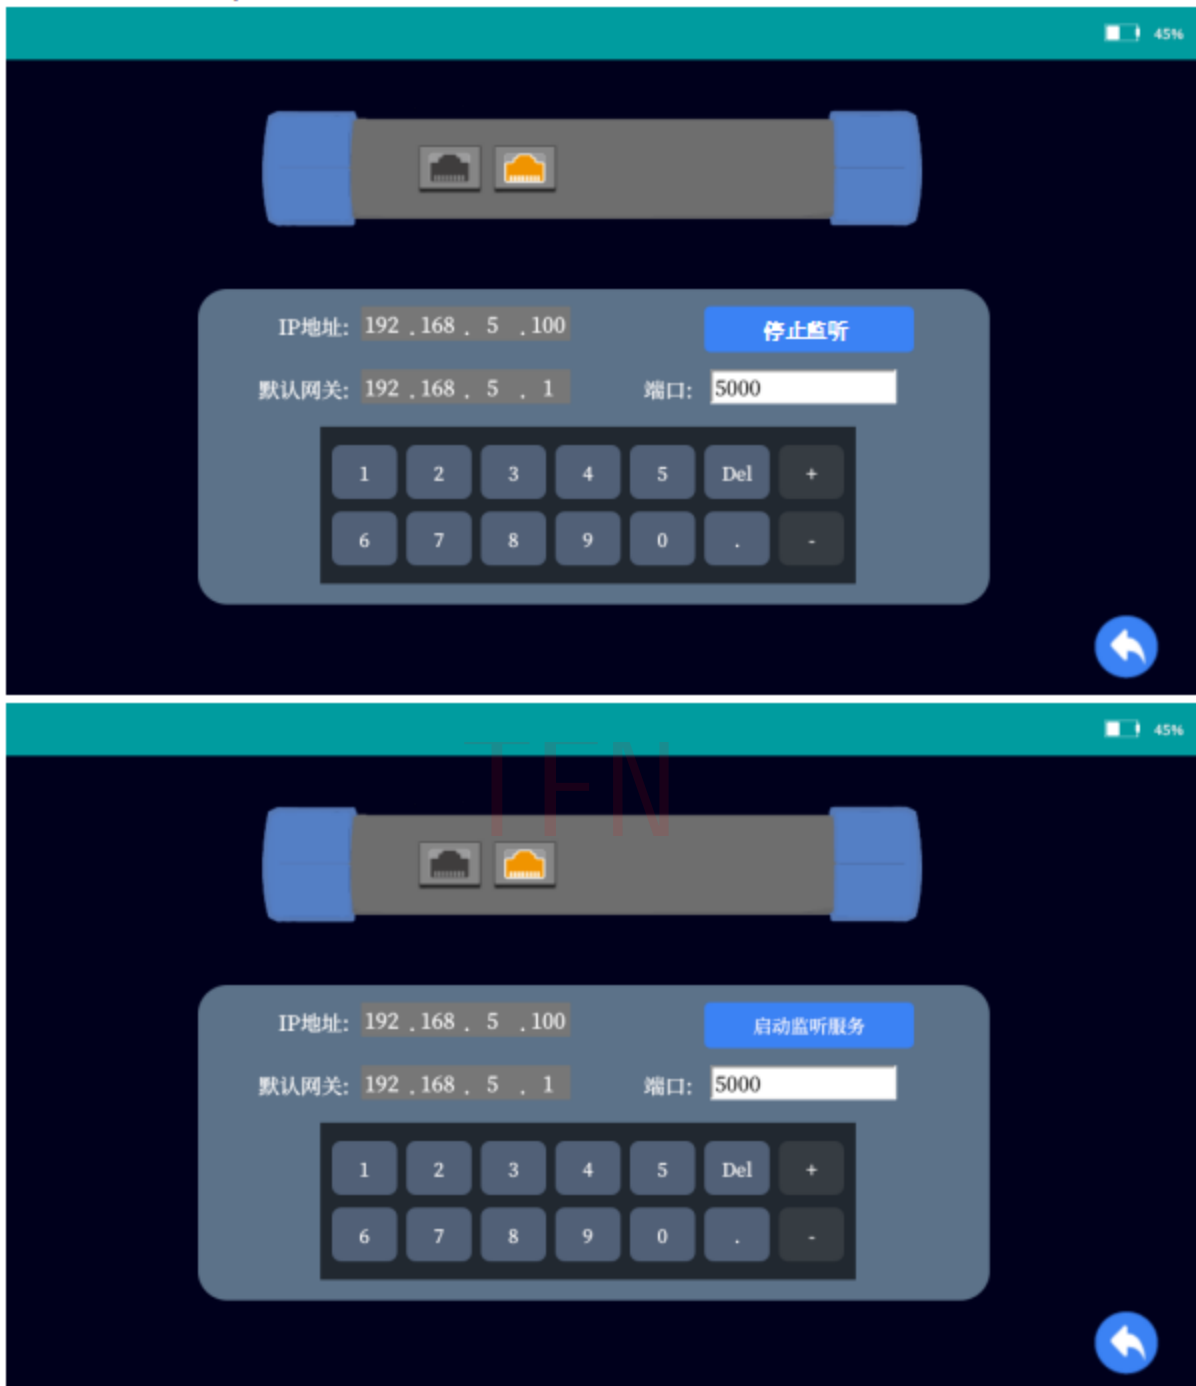 45%
IP地址: 192 . 168 . 5 . 100 停止监听
默认网关: 192 . 168 . 5 . 1 端口: 5000
1 2 3 4 5 Del +
6 7 8 9 0 . -
45%
TFN
IP地址: 192 . 168 . 5 . 100 启动监听服务
默认网关: 192 . 168 . 5 . 1 端口: 5000
1 2 3 4 5 Del +
6 7 8 9 0 . -